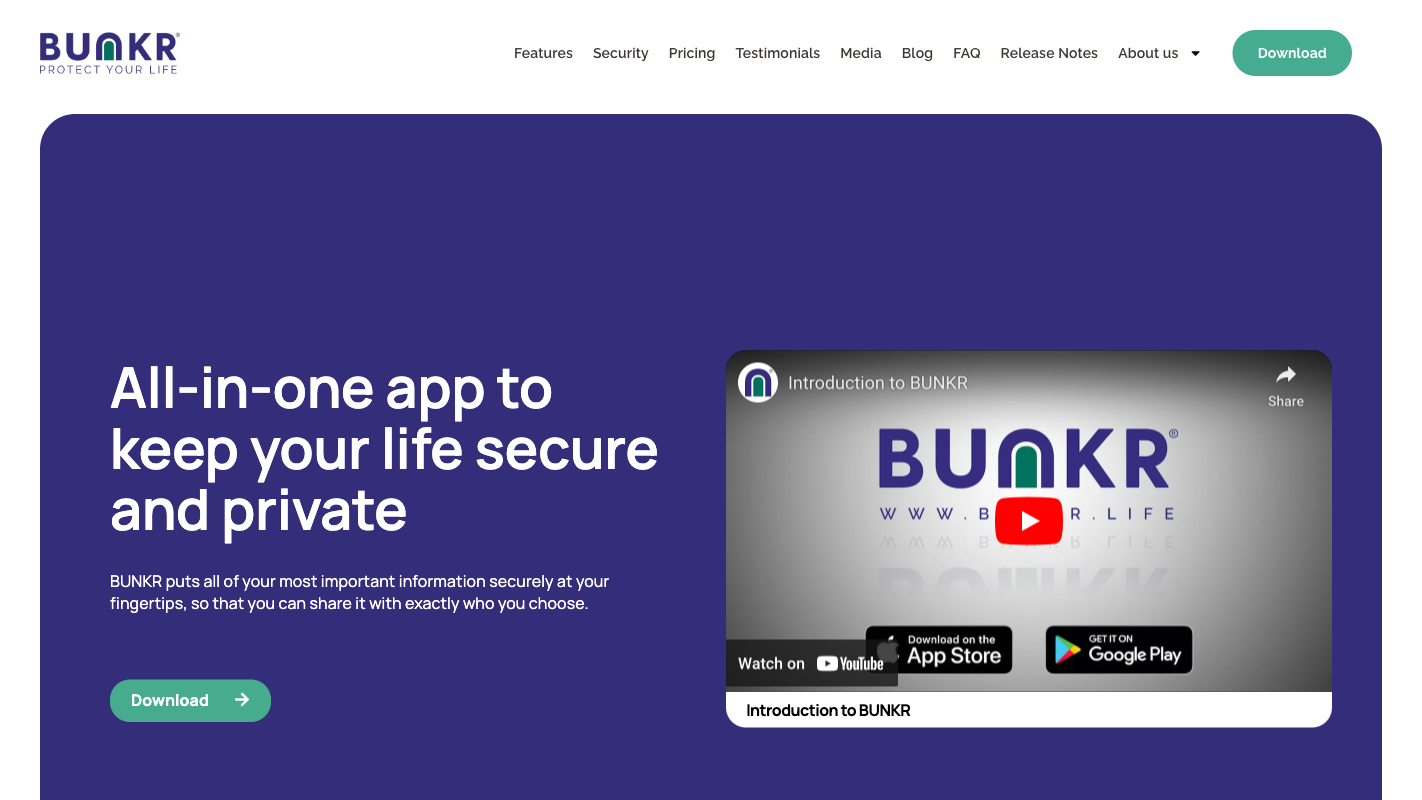 BUNKR®
PROTECT YOUR LIFE
Features Security Pricing Testimonials Media Blog FAQ Release Notes About us Download
All-in-one app to
keep your life secure
and private
BUNKR puts all of your most important information securely at your
fingertips, so that you can share it with exactly who you choose.
Download
Introduction to BUNKR
Share
BUNKR®
Download on the
App Store
GET IT ON
Google Play
Watch on YouTube
Introduction to BUNKR